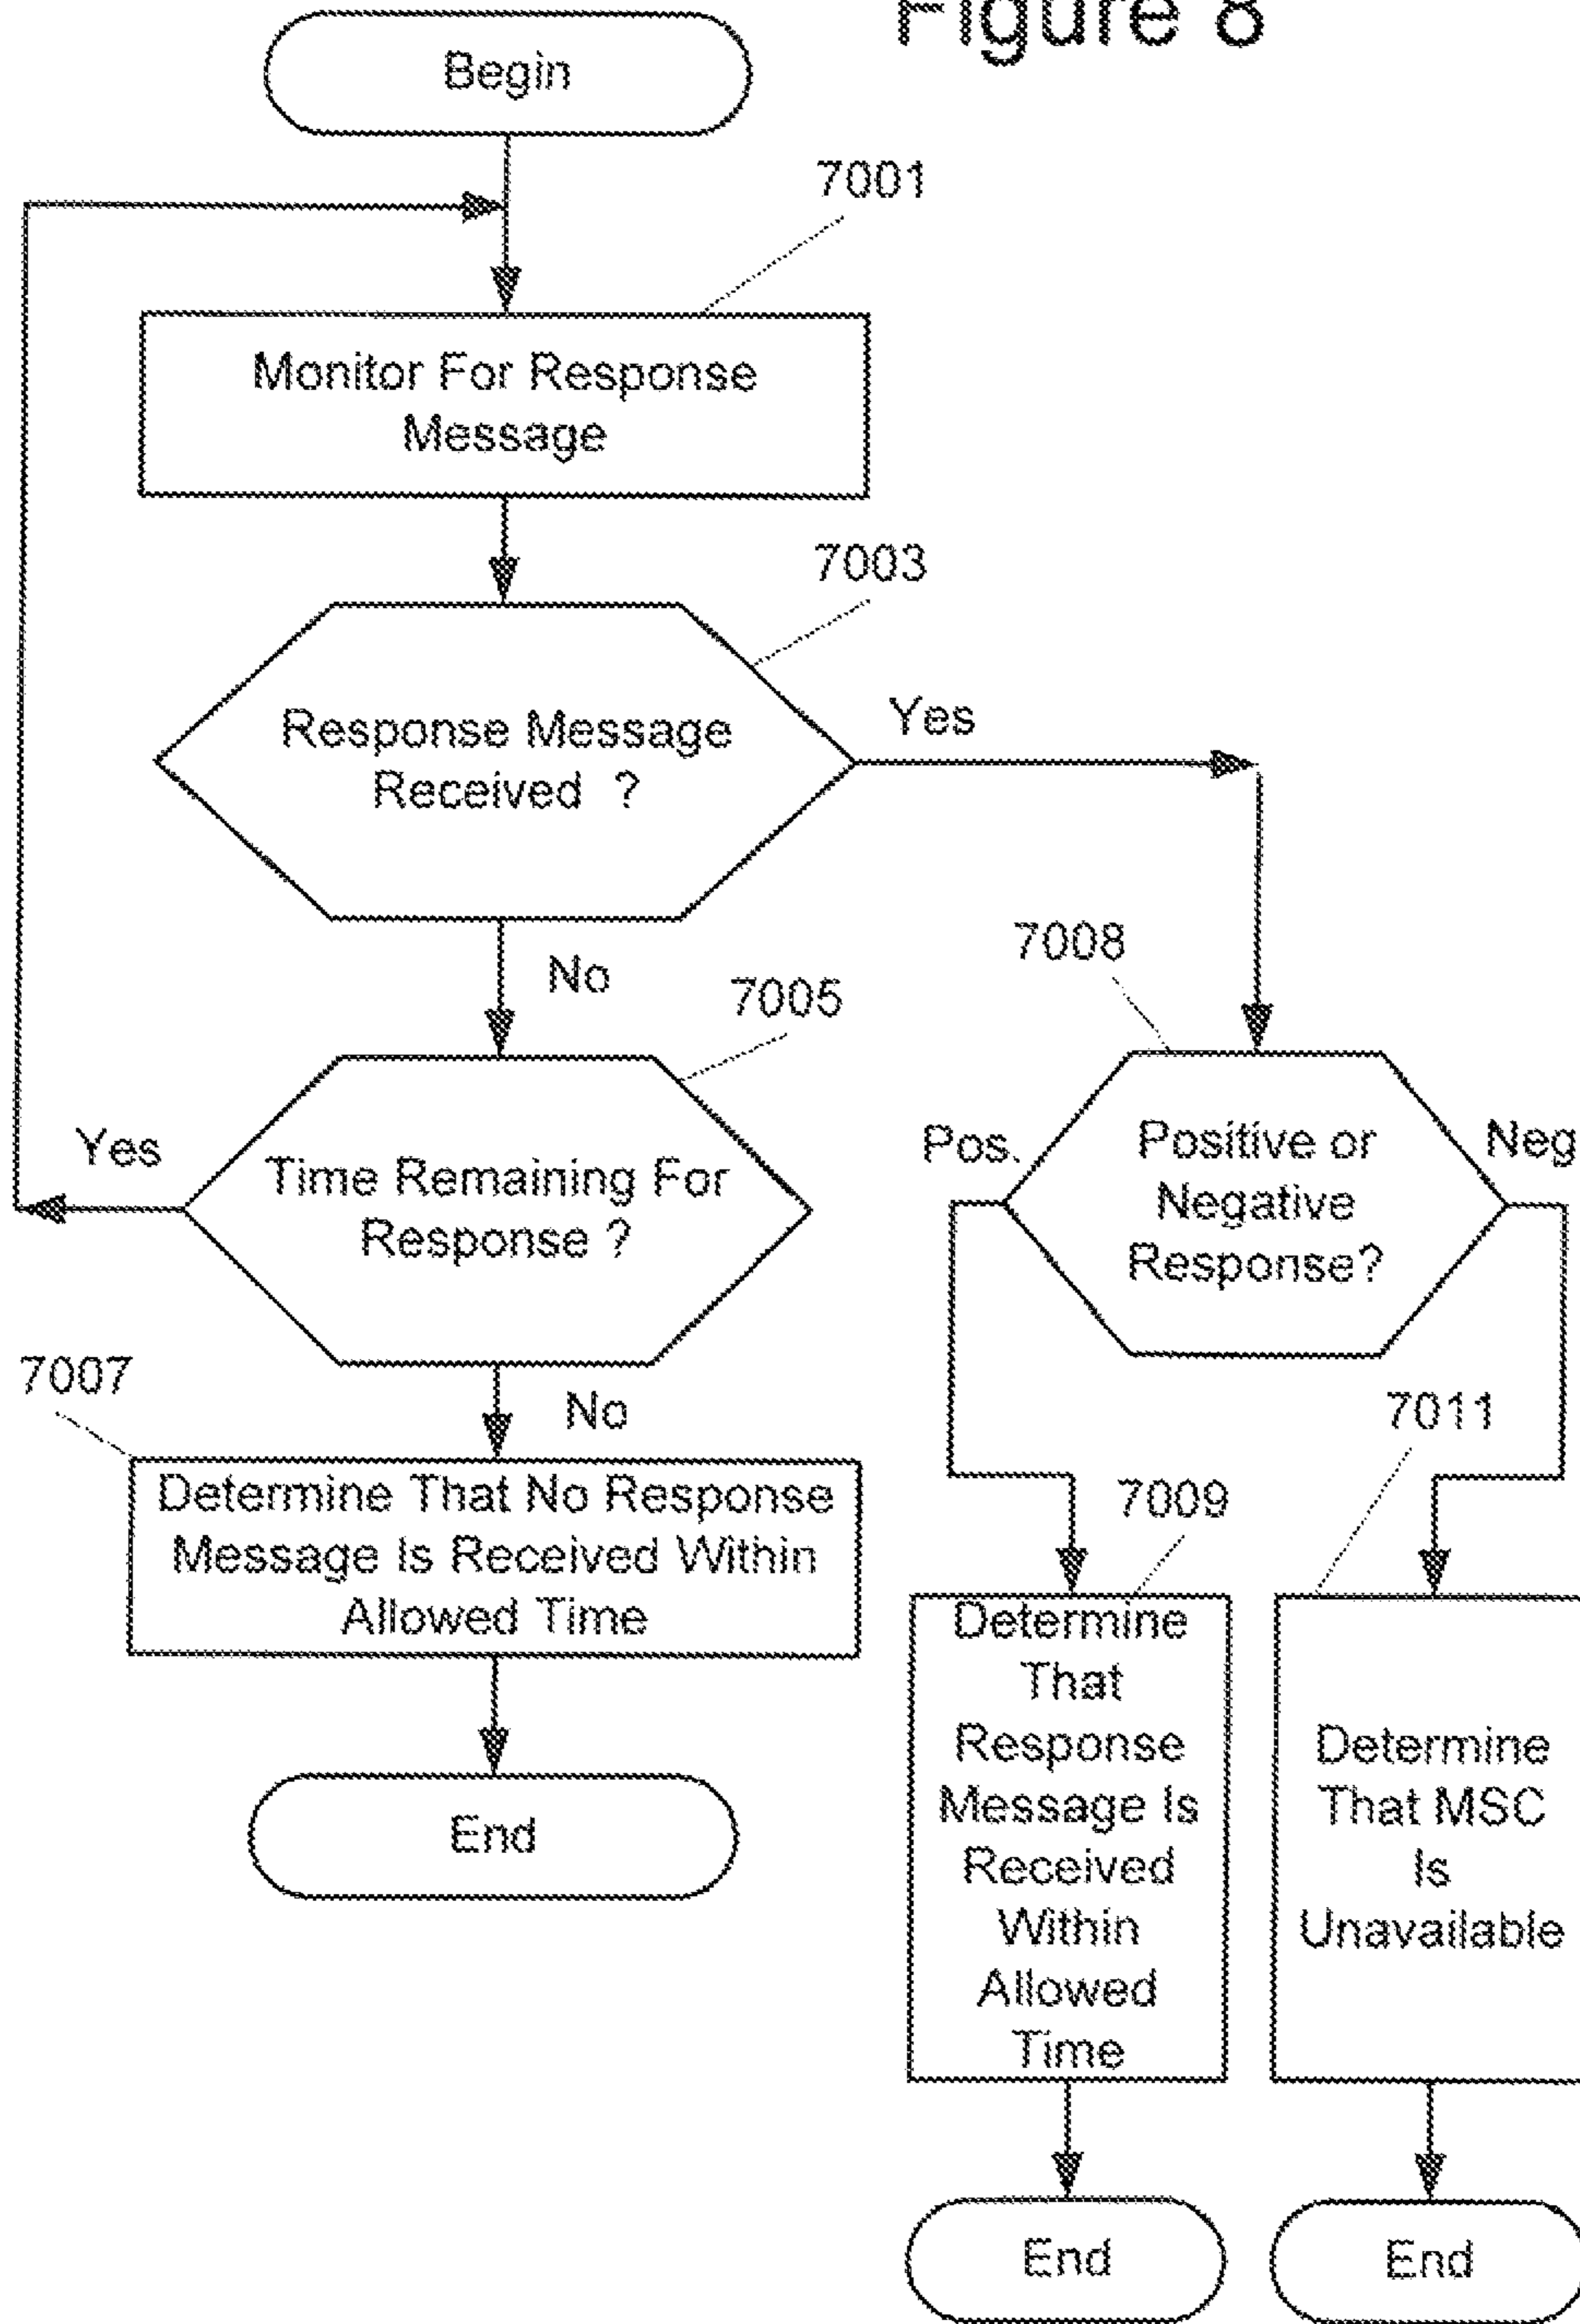 Figure 8
Begin
7001
Monitor For Response
Message
7003
Response Message
Received ?
Yes
No
7005
7008
Yes
Time Remaining For
Response ?
Pos.
Positive or
Negative
Response?
Neg
7007
No
7011
Determine That No Response
Message Is Received Within
Allowed Time
7009
Determine
That
Response
Message Is
Received
Within
Allowed
Time
Determine
That MSC
Is
Unavailable
End
End
End